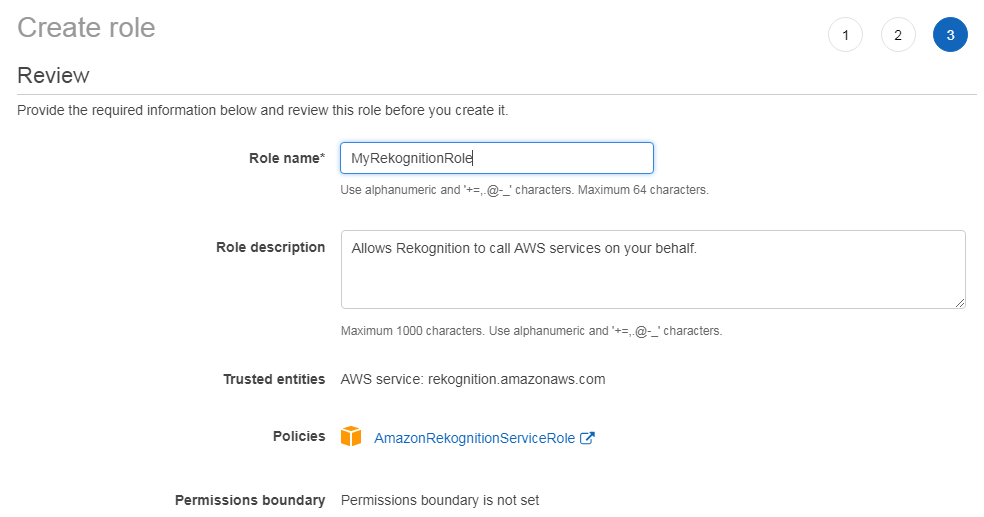 Create role
1 2 3
Review
Provide the required information below and review this role before you create it.
Role name* MyRekognitionRole
Use alphanumeric and '+=,.@-_' characters. Maximum 64 characters.
Role description Allows Rekognition to call AWS services on your behalf.
Maximum 1000 characters. Use alphanumeric and '+=,.@-_' characters.
Trusted entities AWS service: rekognition.amazonaws.com
Policies AmazonRekognitionServiceRole
Permissions boundary Permissions boundary is not set